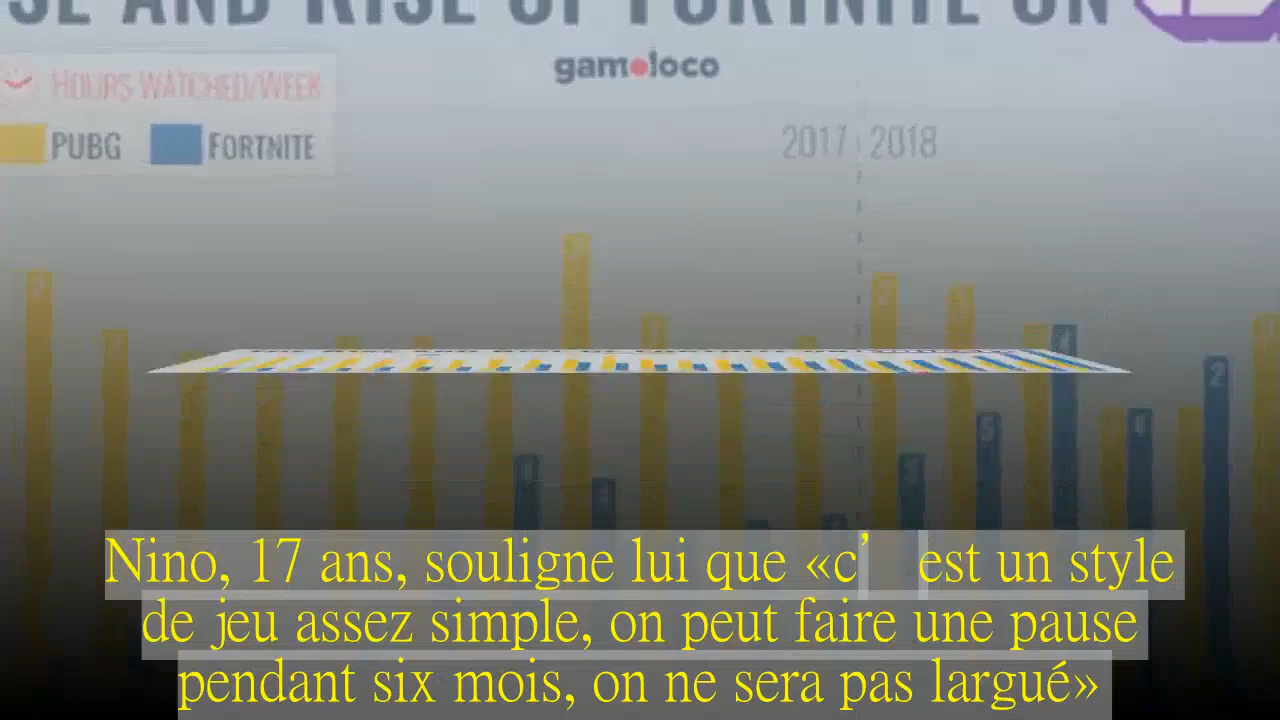 SE AND RISE OF FORTNITE ON
gamoloco
HOURS WATCHED/WEEK
PUBG FORTNITE
2017 2018
Nino, 17 ans, souligne lui que «c’ est un style
de jeu assez simple, on peut faire une pause
pendant six mois, on ne sera pas largué»